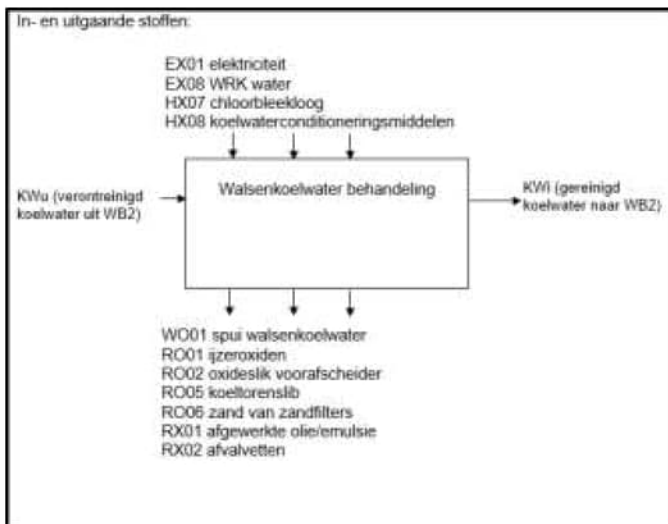 In- en uitgaande stoffen:
EX01 elektriciteit
EX08 WRK water
HX07 chloorbleekloog
HX08 koelwaterconditioneringsmiddelen
KWu (verontreinigd
koelwater uit WB2)
Walsenkoelwater behandeling
KWi (gereinigd
koelwater naar WB2)
WO01 spui walsenkoelwater
RO01 ijzeroxiden
RO02 oxideslik voorafscheider
RO05 koeltorenslib
RO06 zand van zandfilters
RX01 afgewerkte olie/emulsie
RX02 afvalvetten